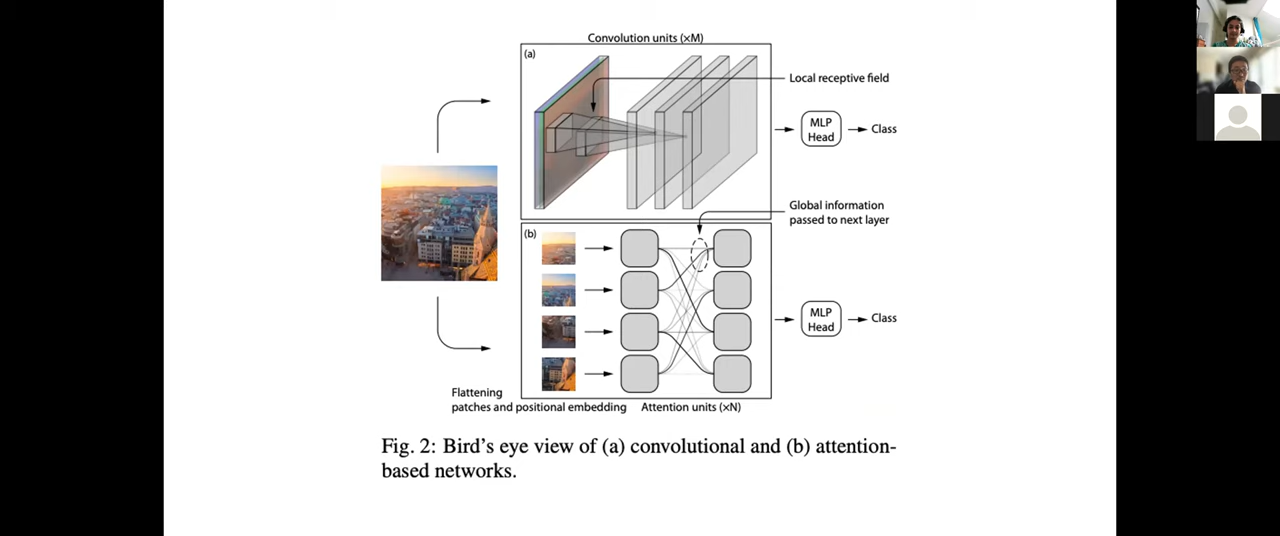 Convolution units (×M)
(a)
Local receptive field
MLP
Head
Class
Global information
passed to next layer
(b)
MLP
Head
Class
Flattening
patches and positional embedding
Attention units (×N)
Fig. 2: Bird's eye view of (a) convolutional and (b) attention-
based networks.